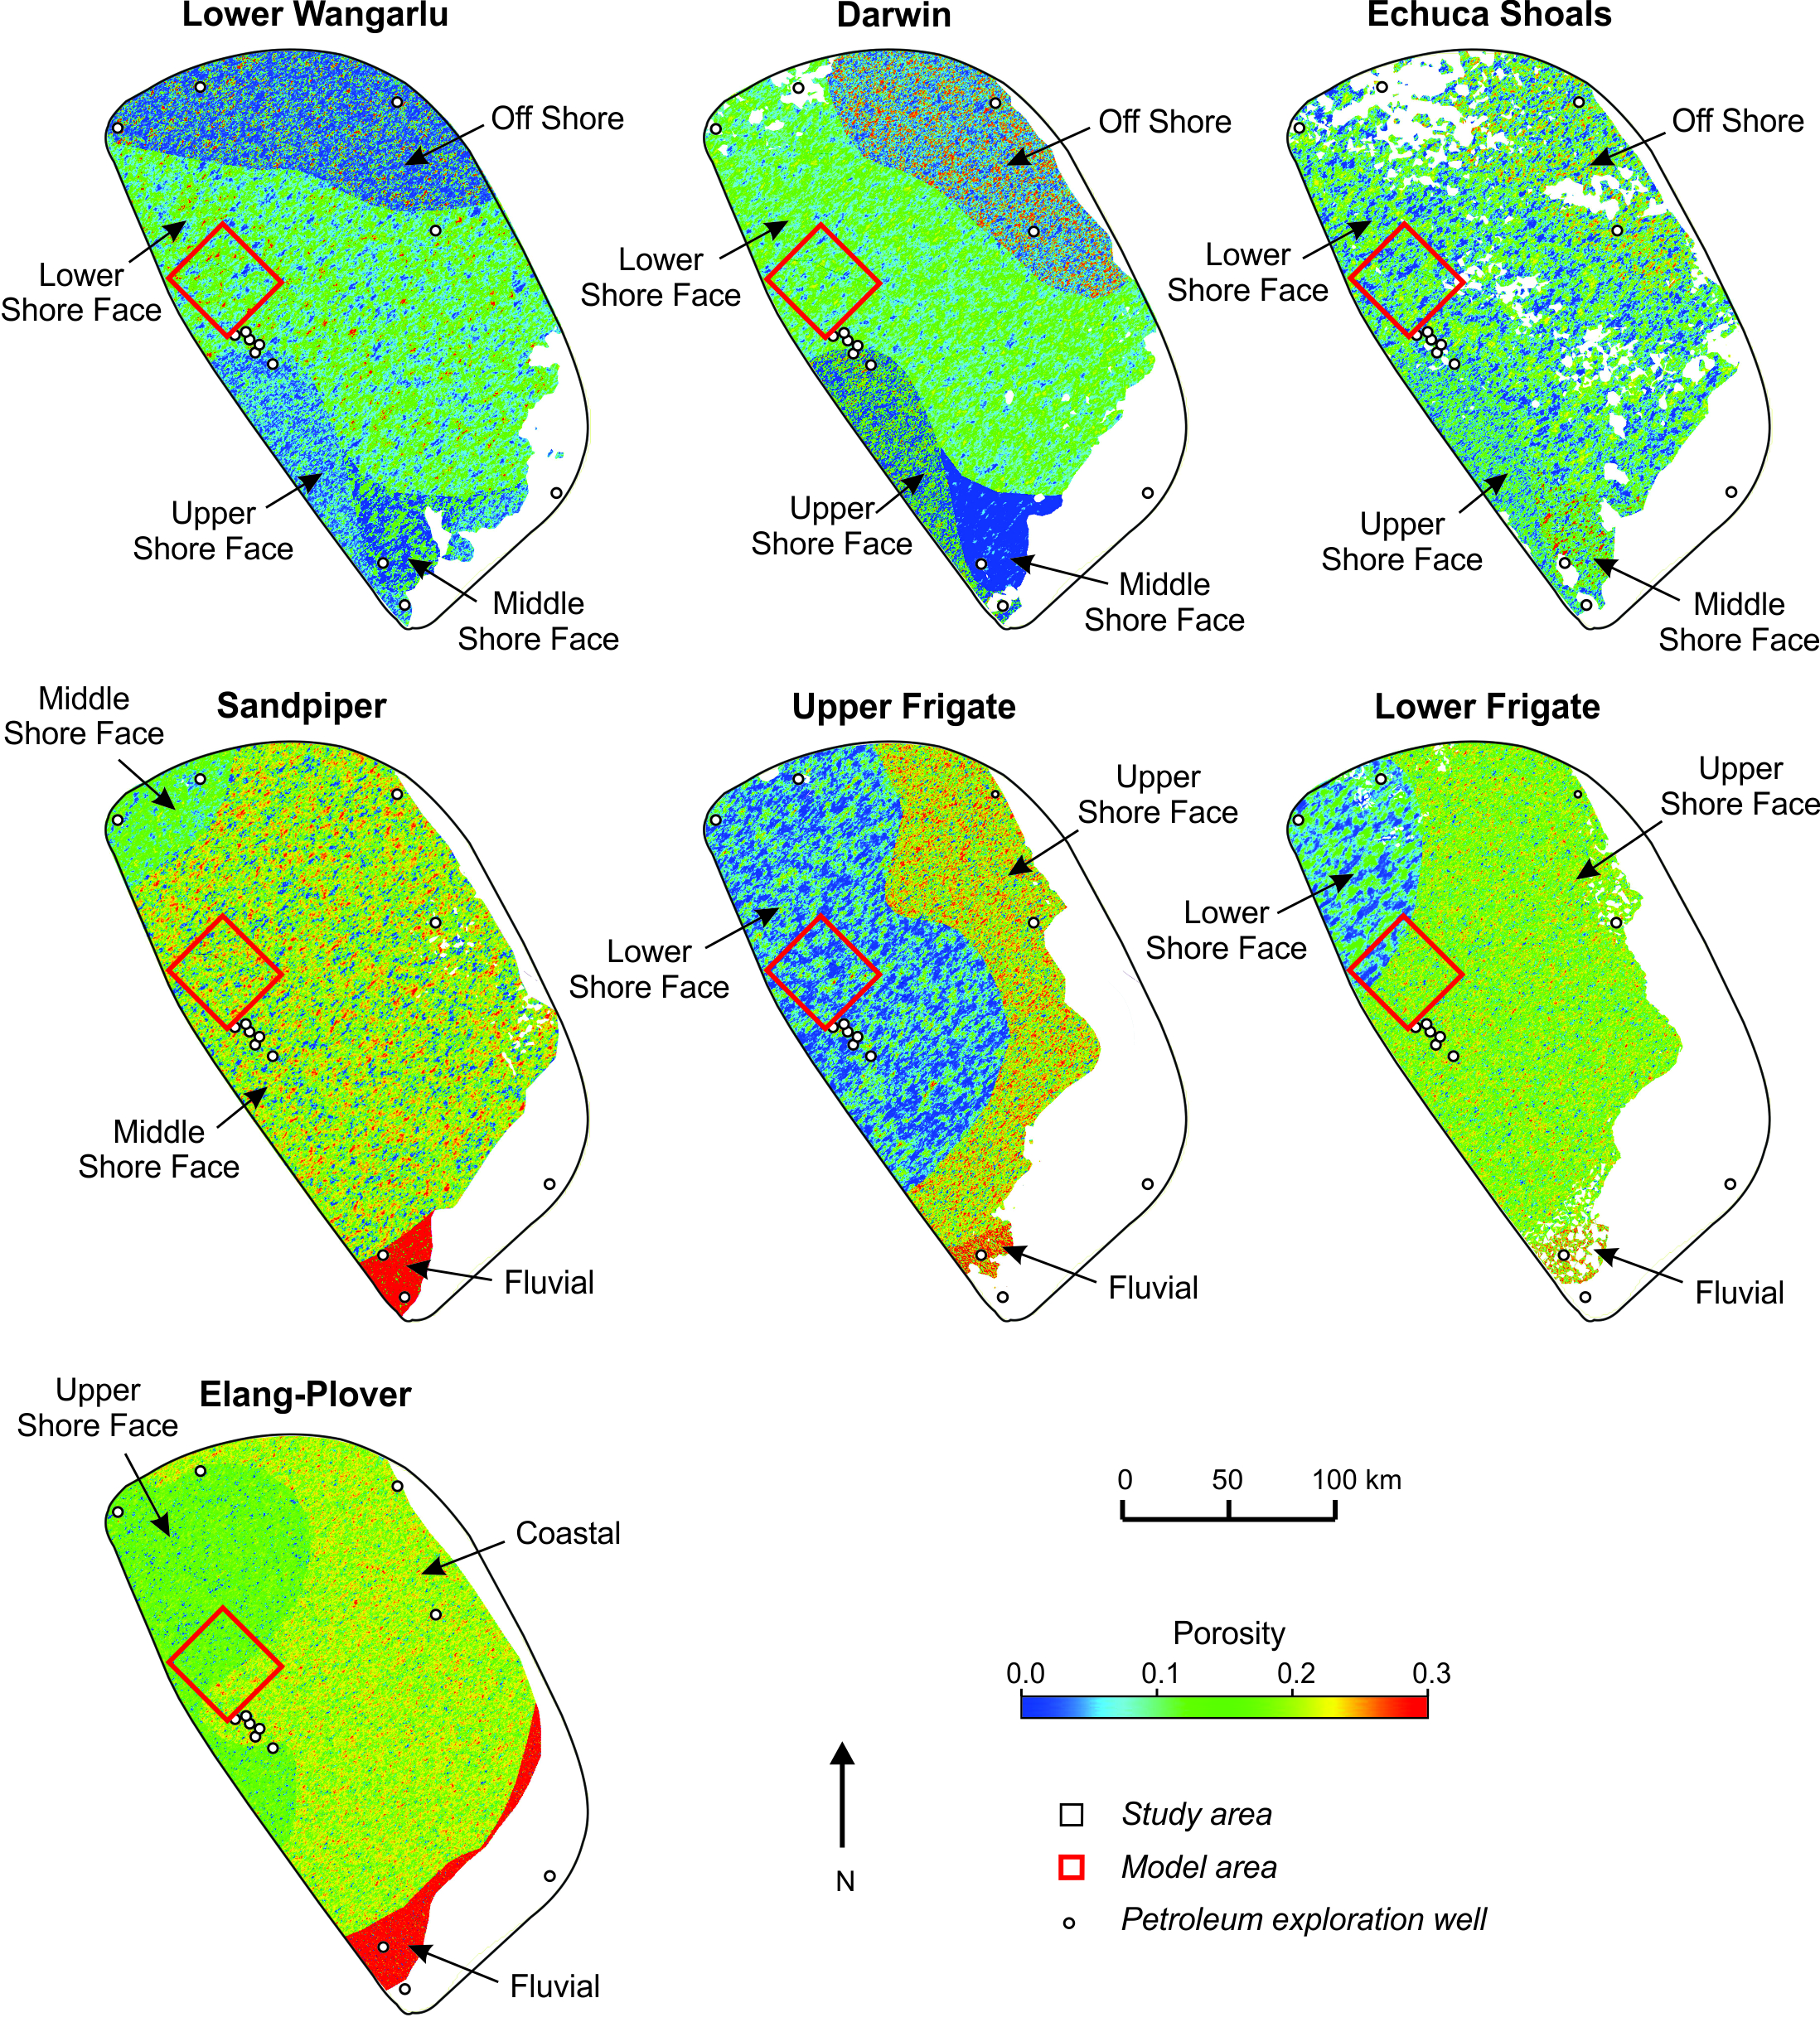 Lower Wangarlu
Darwin
Echuca Shoals
Off Shore
Lower
Shore Face
Upper
Shore Face
Middle
Shore Face
Off Shore
Lower
Shore Face
Upper
Shore Face
Middle
Shore Face
Off Shore
Lower
Shore Face
Upper
Shore Face
Middle
Shore Face
Sandpiper
Upper Frigate
Lower Frigate
Middle
Shore Face
Middle
Shore Face
Fluvial
Upper
Shore Face
Lower
Shore Face
Fluvial
Upper
Shore Face
Lower
Shore Face
Fluvial
Elang-Plover
Upper
Shore Face
Coastal
Fluvial
0 50 100 km
Porosity
0.0 0.1 0.2 0.3
N
Study area
Model area
Petroleum exploration well